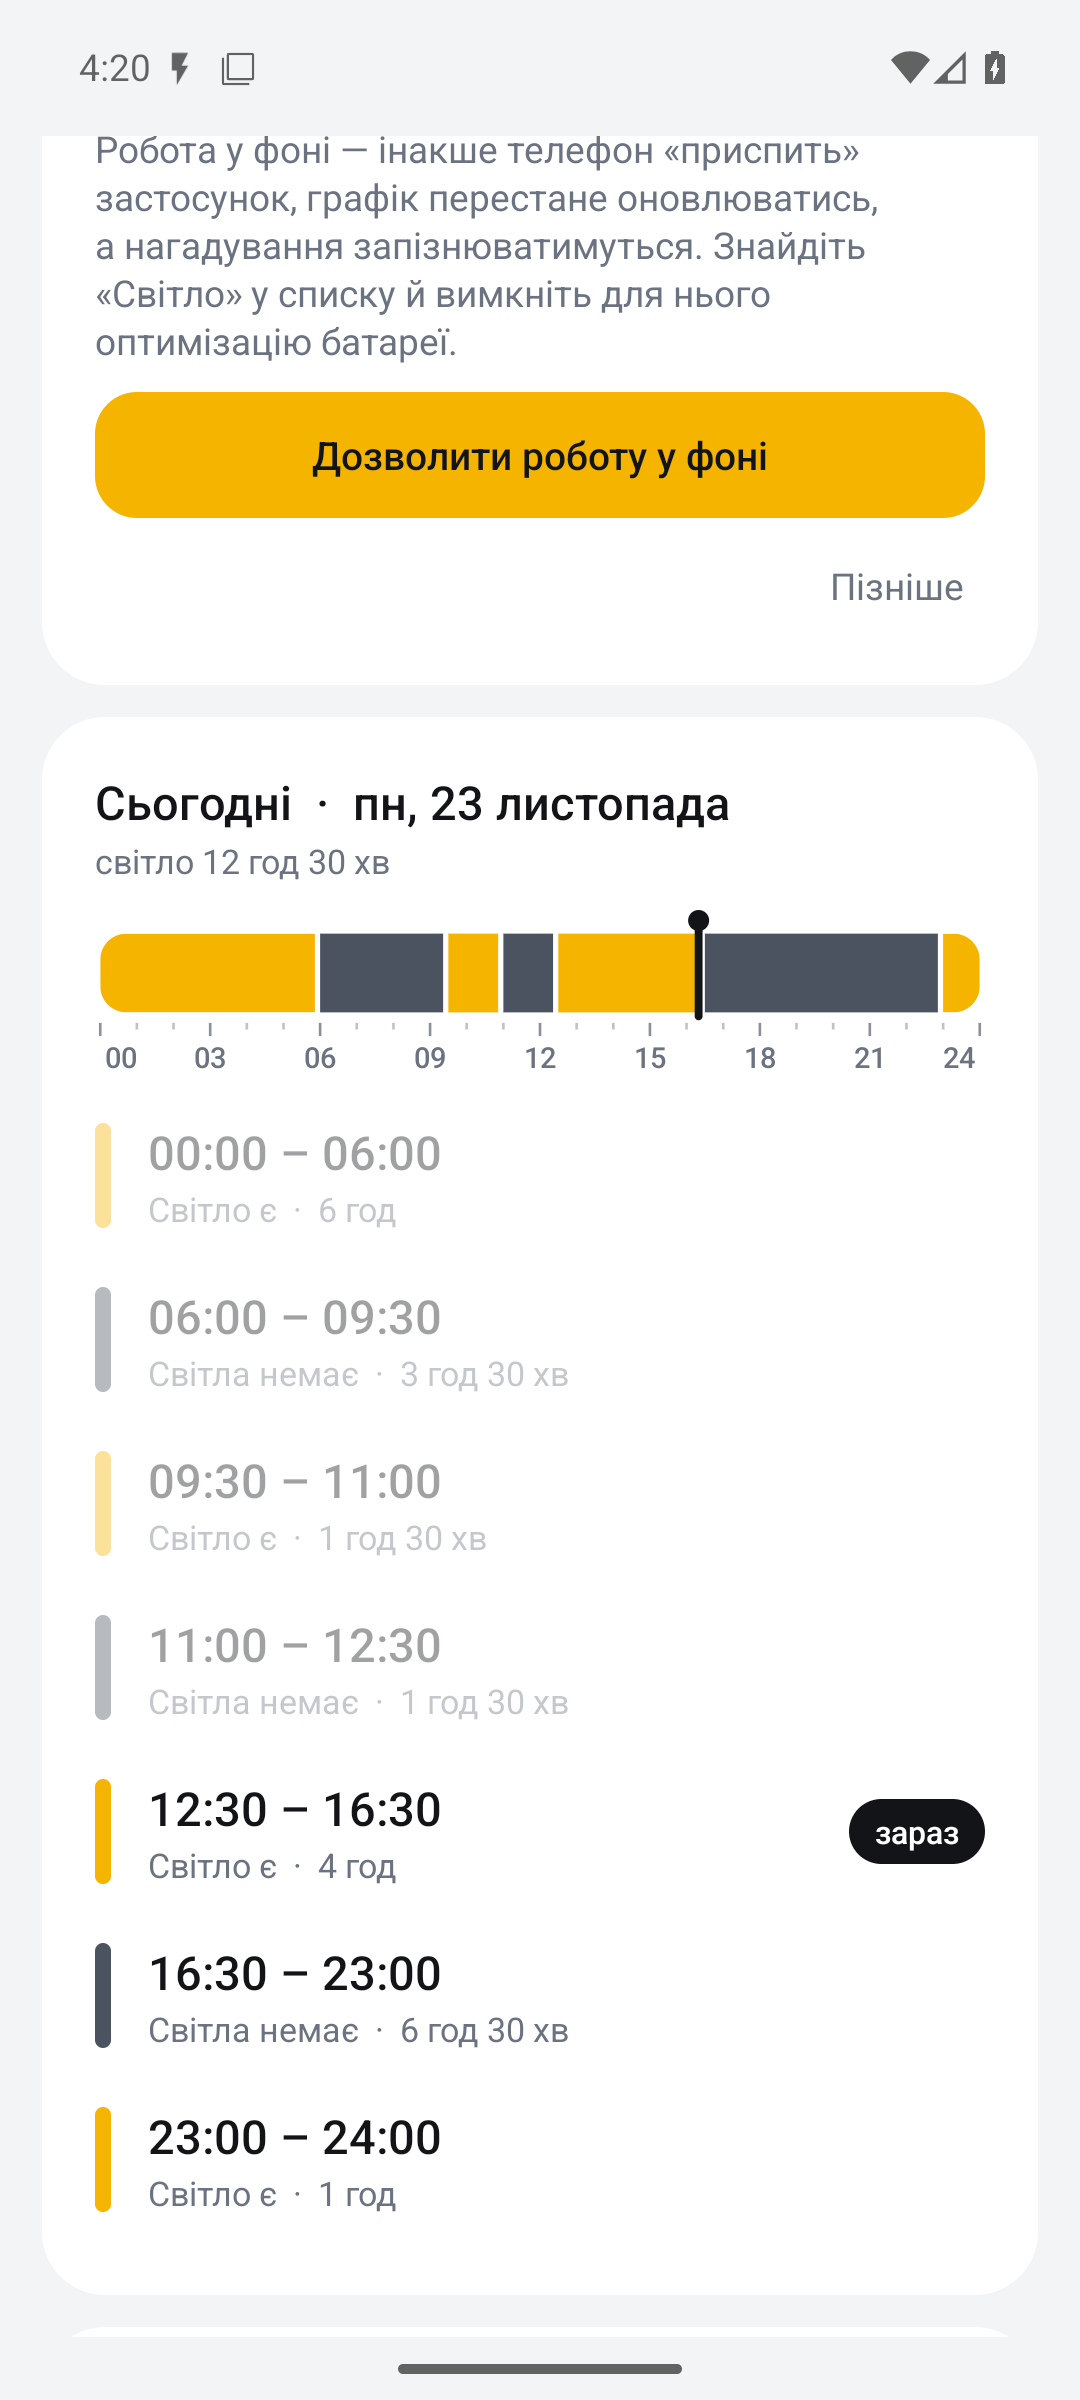 4:20
Робота у фоні — інакше телефон «приспить»
застосунок, графік перестане оновлюватись,
а нагадування запізнюватимуться. Знайдіть
«Світло» у списку й вимкніть для нього
оптимізацію батареї.
Дозволити роботу у фоні
Пізніше
Сьогодні · пн, 23 листопада
світло 12 год 30 хв
00 03 06 09 12 15 18 21 24
00:00 – 06:00
Світло є · 6 год
06:00 – 09:30
Світла немає · 3 год 30 хв
09:30 – 11:00
Світло є · 1 год 30 хв
11:00 – 12:30
Світла немає · 1 год 30 хв
12:30 – 16:30
зараз
Світло є · 4 год
16:30 – 23:00
Світла немає · 6 год 30 хв
23:00 – 24:00
Світло є · 1 год